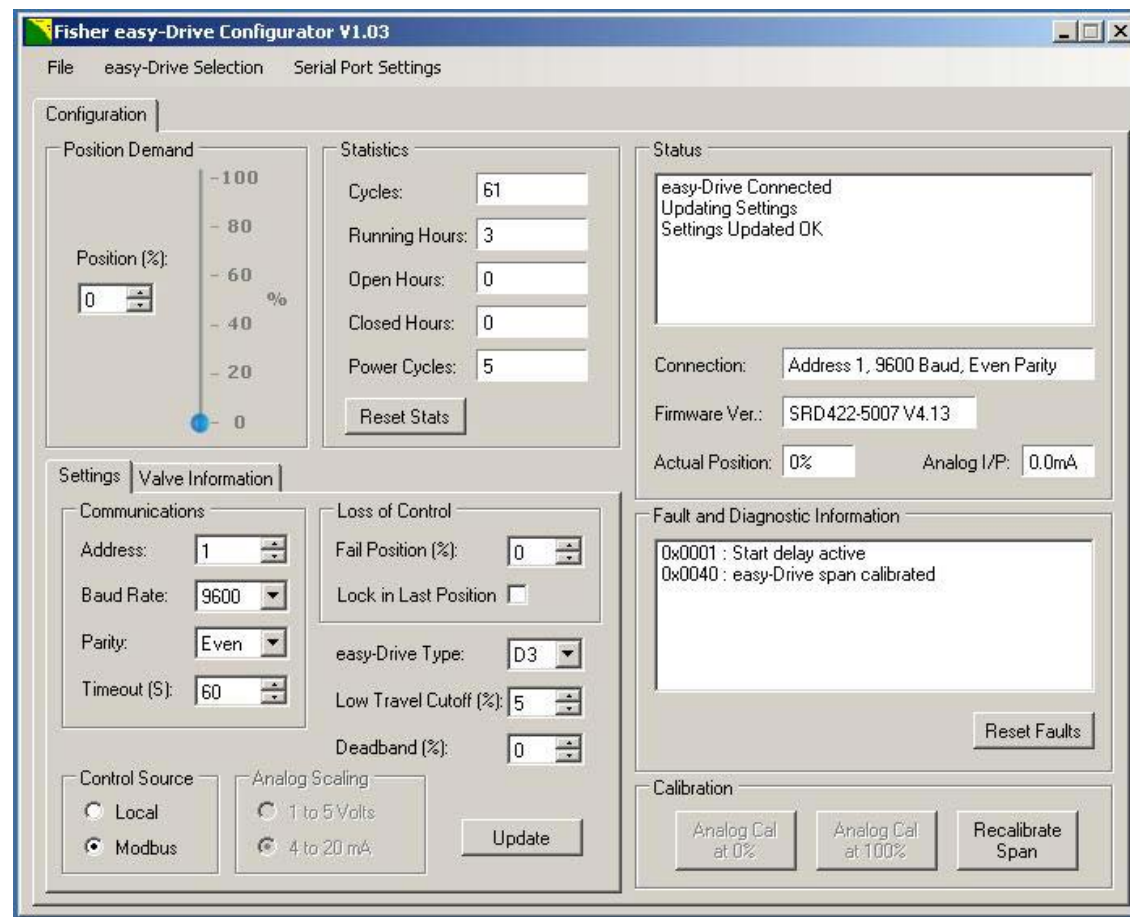 Fisher easy-Drive Configurator V1.03
File easy-Drive Selection Serial Port Settings
Configuration
Position Demand
Position (%):
0
-100
- 80
- 60
%
- 40
- 20
- 0
Statistics
Cycles: 61
Running Hours: 3
Open Hours: 0
Closed Hours: 0
Power Cycles: 5
Reset Stats
Status
easy-Drive Connected
Updating Settings
Settings Updated OK
Connection: Address 1, 9600 Baud, Even Parity
Firmware Ver.: SRD422-5007 V4.13
Actual Position: 0% Analog I/P: 0.0mA
Settings Valve Information
Communications
Address: 1
Baud Rate: 9600
Parity: Even
Timeout (S): 60
Loss of Control
Fail Position (%): 0
Lock in Last Position
easy-Drive Type: D3
Low Travel Cutoff (%): 5
Deadband (%): 0
Control Source
Local
Modbus
Analog Scaling
1 to 5 Volts
4 to 20 mA
Update
Fault and Diagnostic Information
0x0001 : Start delay active
0x0040 : easy-Drive span calibrated
Reset Faults
Calibration
Analog Cal
at 0%
Analog Cal
at 100%
Recalibrate
Span